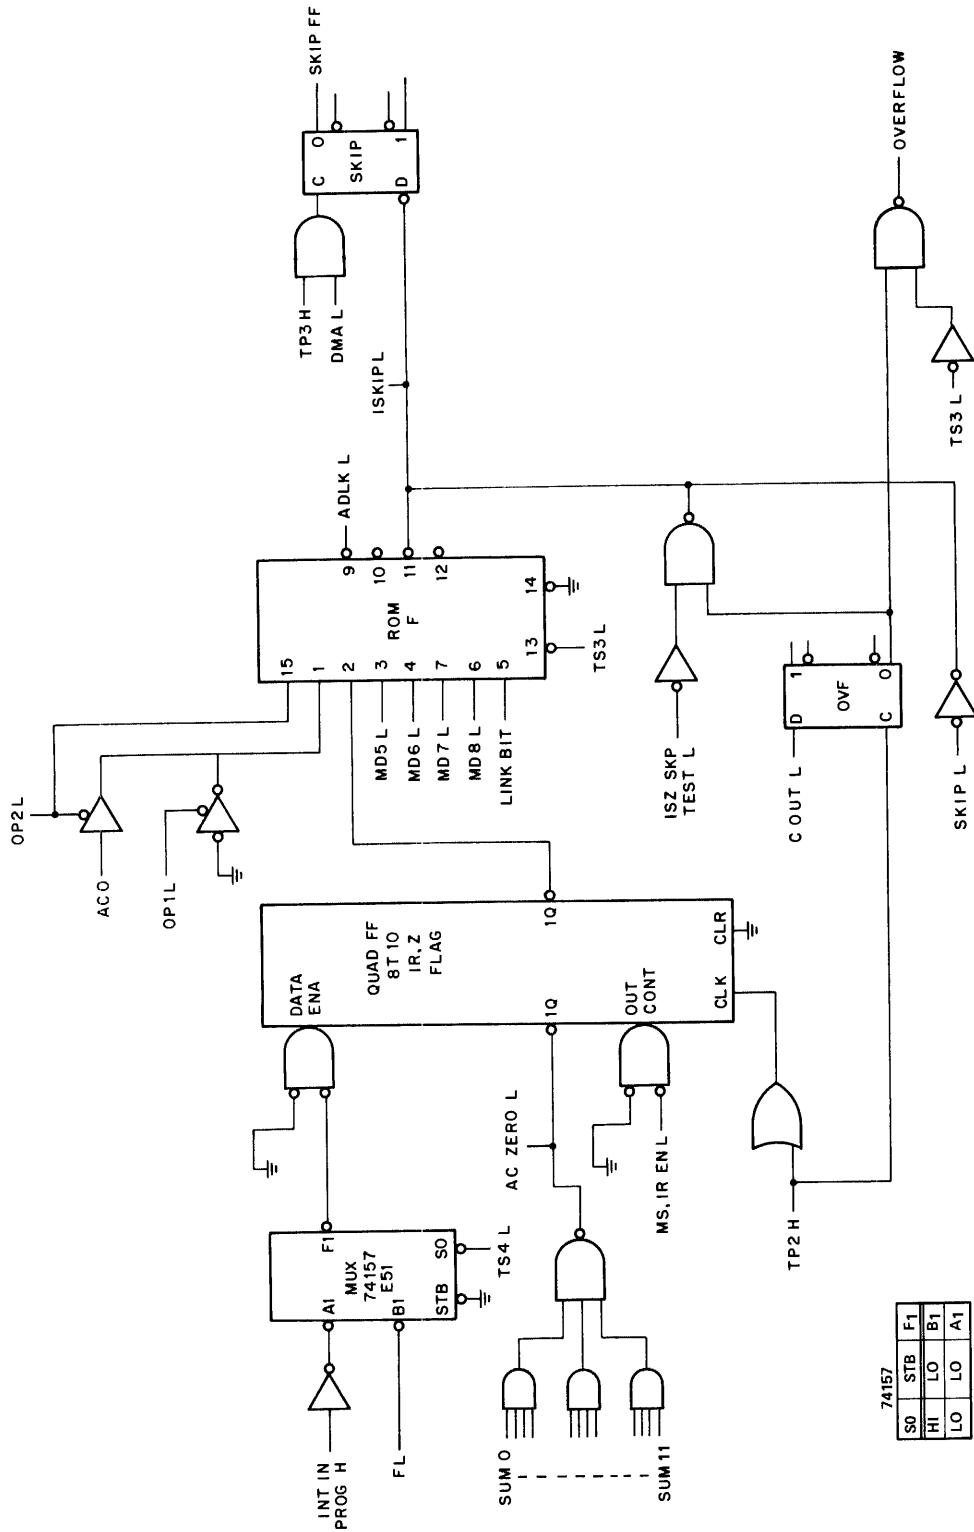 INT IN
PROG H
FL
A1
B1
MUX
74157
E51
F1
STB
S0
TS4 L
SUM 0
SUM 11
AC ZERO L
MS, IR EN L
TP2 H
DATA
ENA
QUAD FF
8T10
IR, Z
FLAG
1Q
1Q
OUT
CONT
CLK
CLR
OP2 L
AC0
OP1 L
15
1
2
MD5 L
3
MD6 L
4
MD7 L
7
MD8 L
6
LINK BIT
5
ROM
F
9
10
11
12
13
14
TS3 L
ADLK L
ISKIP L
TP3 H
DMA L
C
O
SKIP
D
1
SKIP FF
ISZ SKP
TEST L
C OUT L
D
1
OVF
C
O
SKIP L
TS3 L
OVERFLOW
74157
S0 STB F1
HI LO B1
LO LO A1